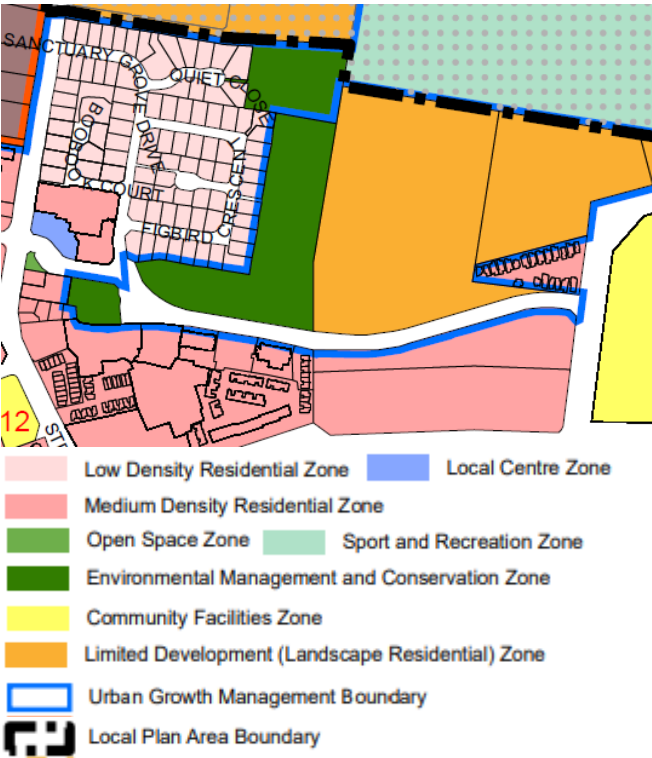 SANCTUARY GROVE DRIVE
QUIET CLOSE
BOOBOOK COURT
FIGBIRD CRESCEN
12
STR
Low Density Residential Zone
Local Centre Zone
Medium Density Residential Zone
Open Space Zone
Sport and Recreation Zone
Environmental Management and Conservation Zone
Community Facilities Zone
Limited Development (Landscape Residential) Zone
Urban Growth Management Boundary
Local Plan Area Boundary